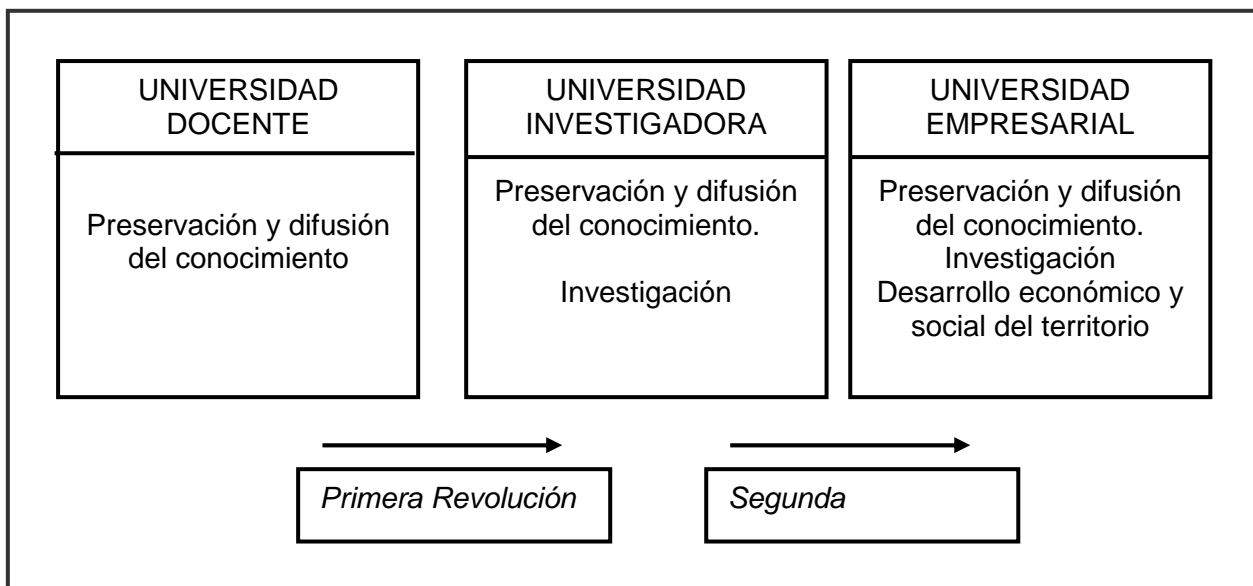 UNIVERSIDAD
DOCENTE
Preservación y difusión
del conocimiento
UNIVERSIDAD
INVESTIGADORA
Preservación y difusión
del conocimiento.
Investigación
UNIVERSIDAD
EMPRESARIAL
Preservación y difusión
del conocimiento.
Investigación
Desarrollo económico y
social del territorio
Primera Revolución
Segunda